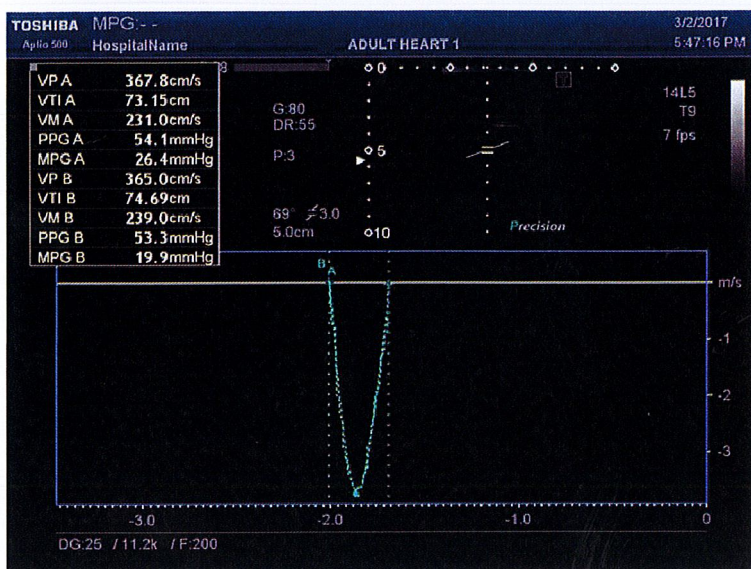 TOSHIBA MPG:--
3/2/2017
Aplio 500 HospitalName ADULT HEART 1
5:47:16 PM
VP A 367.8cm/s
VTI A 73.15cm
VM A 231.0cm/s
PPG A 54.1mmHg
MPG A 26.4mmHg
VP B 365.0cm/s
VTI B 74.69cm
VM B 239.0cm/s
PPG B 53.3mmHg
MPG B 19.9mmHg
8
G:80
DR:55
P:3
69° 3.0
5.0cm
0
5
10
14L5
T9
7 fps
Precision
B A
m/s
-1
-2
-3
-3.0 -2.0 -1.0 0
DG:25 / 11.2k / F:200